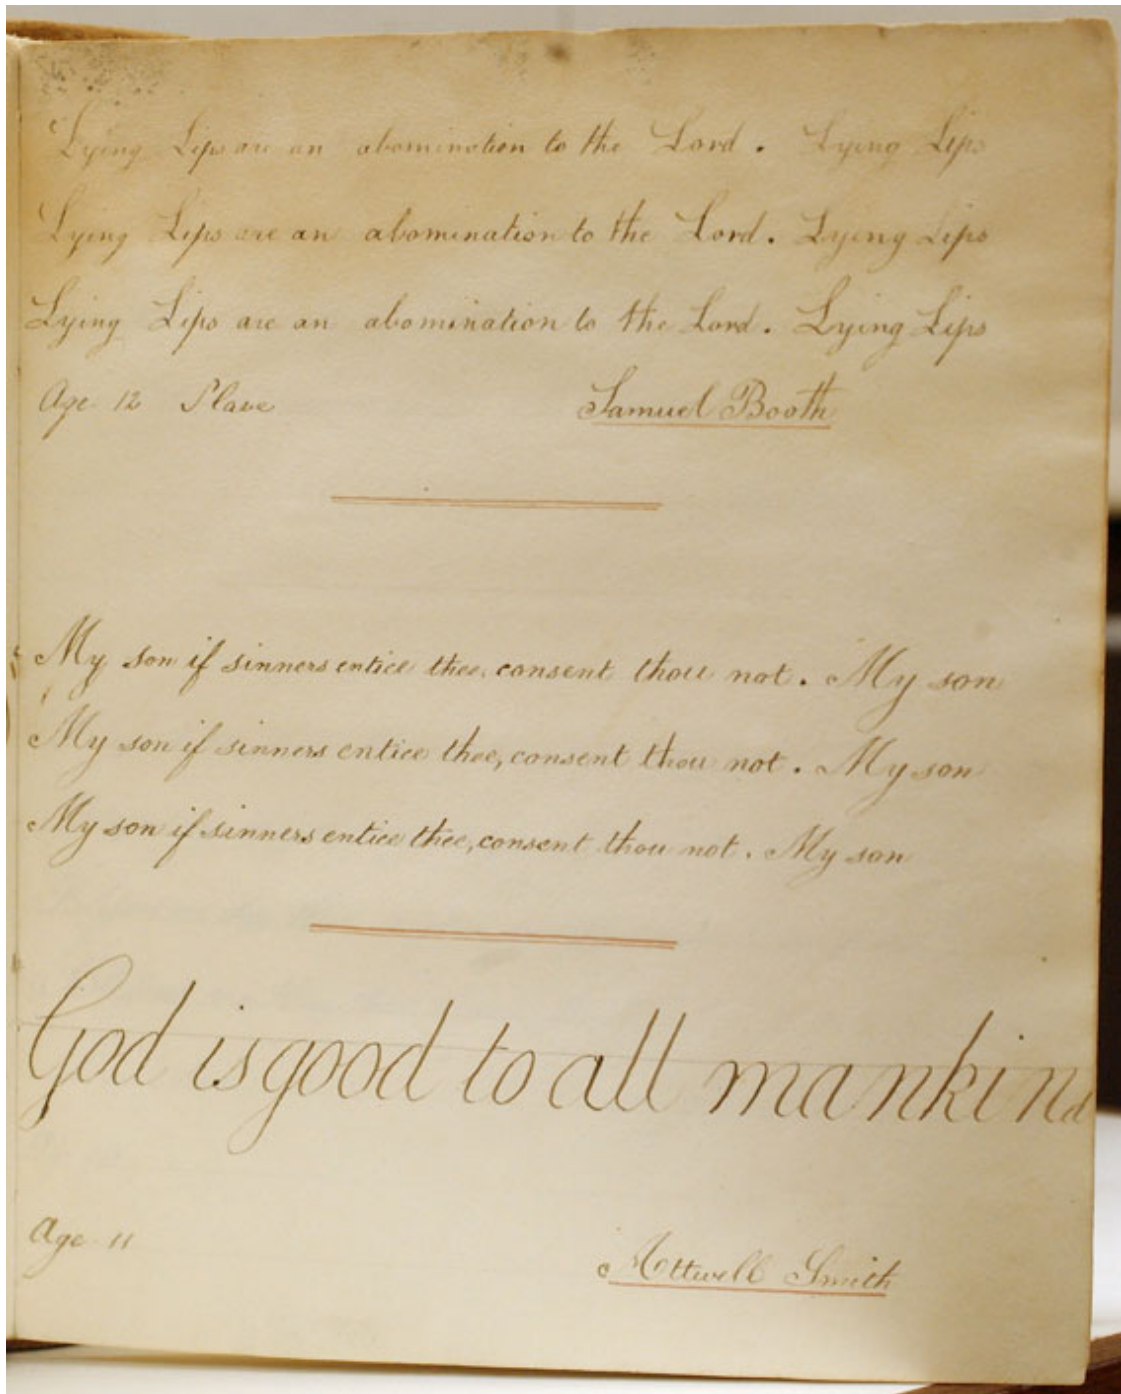 Lying Lips are an abomination to the Lord. Lying Lips
Lying Lips are an abomination to the Lord. Lying Lips
Lying Lips are an abomination to the Lord. Lying Lips
Age 12 Slave Samuel Booth
My son if sinners entice thee, consent thou not. My son
My son if sinners entice thee, consent thou not. My son
My son if sinners entice thee, consent thou not. My son
God is good to all mankind
Age 11 Attwell Smith